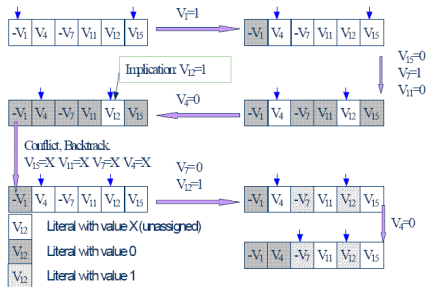 -V1 V4 -V7 V11 V12 V15
V1=1
-V1 V4 -V7 V11 V12 V15
V15=0
V7=1
V11=0
Implication: V12=1
-V1 V4 -V7 V11 V12 V15
V4=0
-V1 V4 -V7 V11 V12 V15
Conflict, Backtrack.
V15=X V11=X V7=X V4=X
-V1 V4 -V7 V11 V12 V15
V7=0
V12=1
-V1 V4 -V7 V11 V12 V15
V4=0
-V1 V4 -V7 V11 V12 V15
V12 Literal with value X (unassigned)
V12 Literal with value 0
V12 Literal with value 1